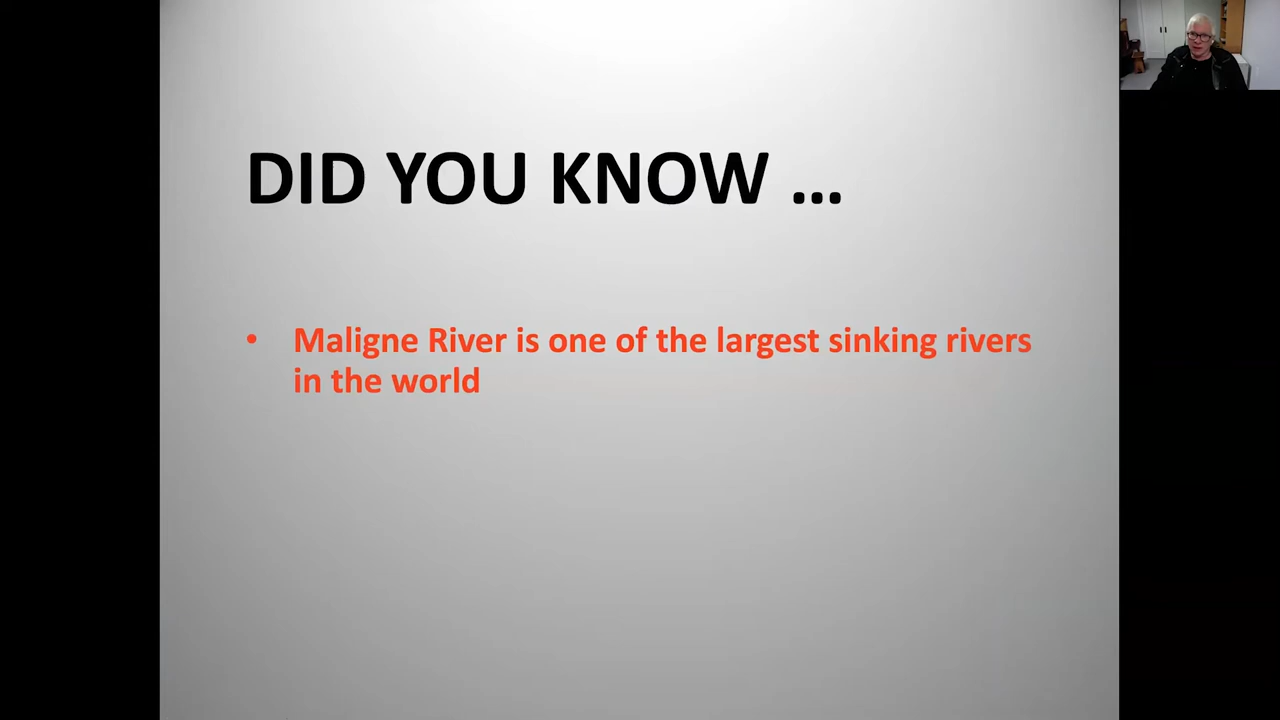 DID YOU KNOW ...
• Maligne River is one of the largest sinking rivers
in the world